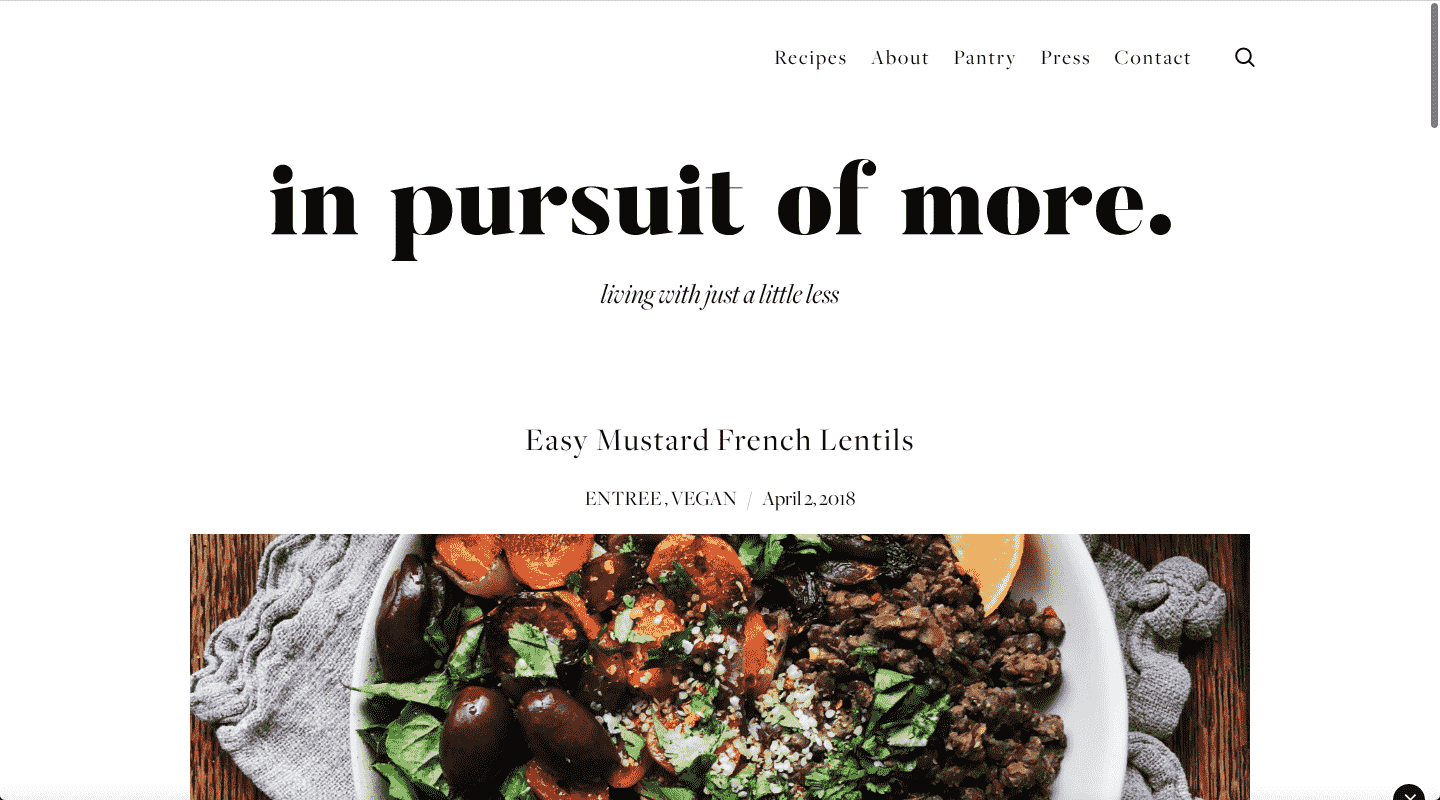 Recipes About Pantry Press Contact
in pursuit of more.
living with just a little less
Easy Mustard French Lentils
ENTREE , VEGAN / April 2, 2018